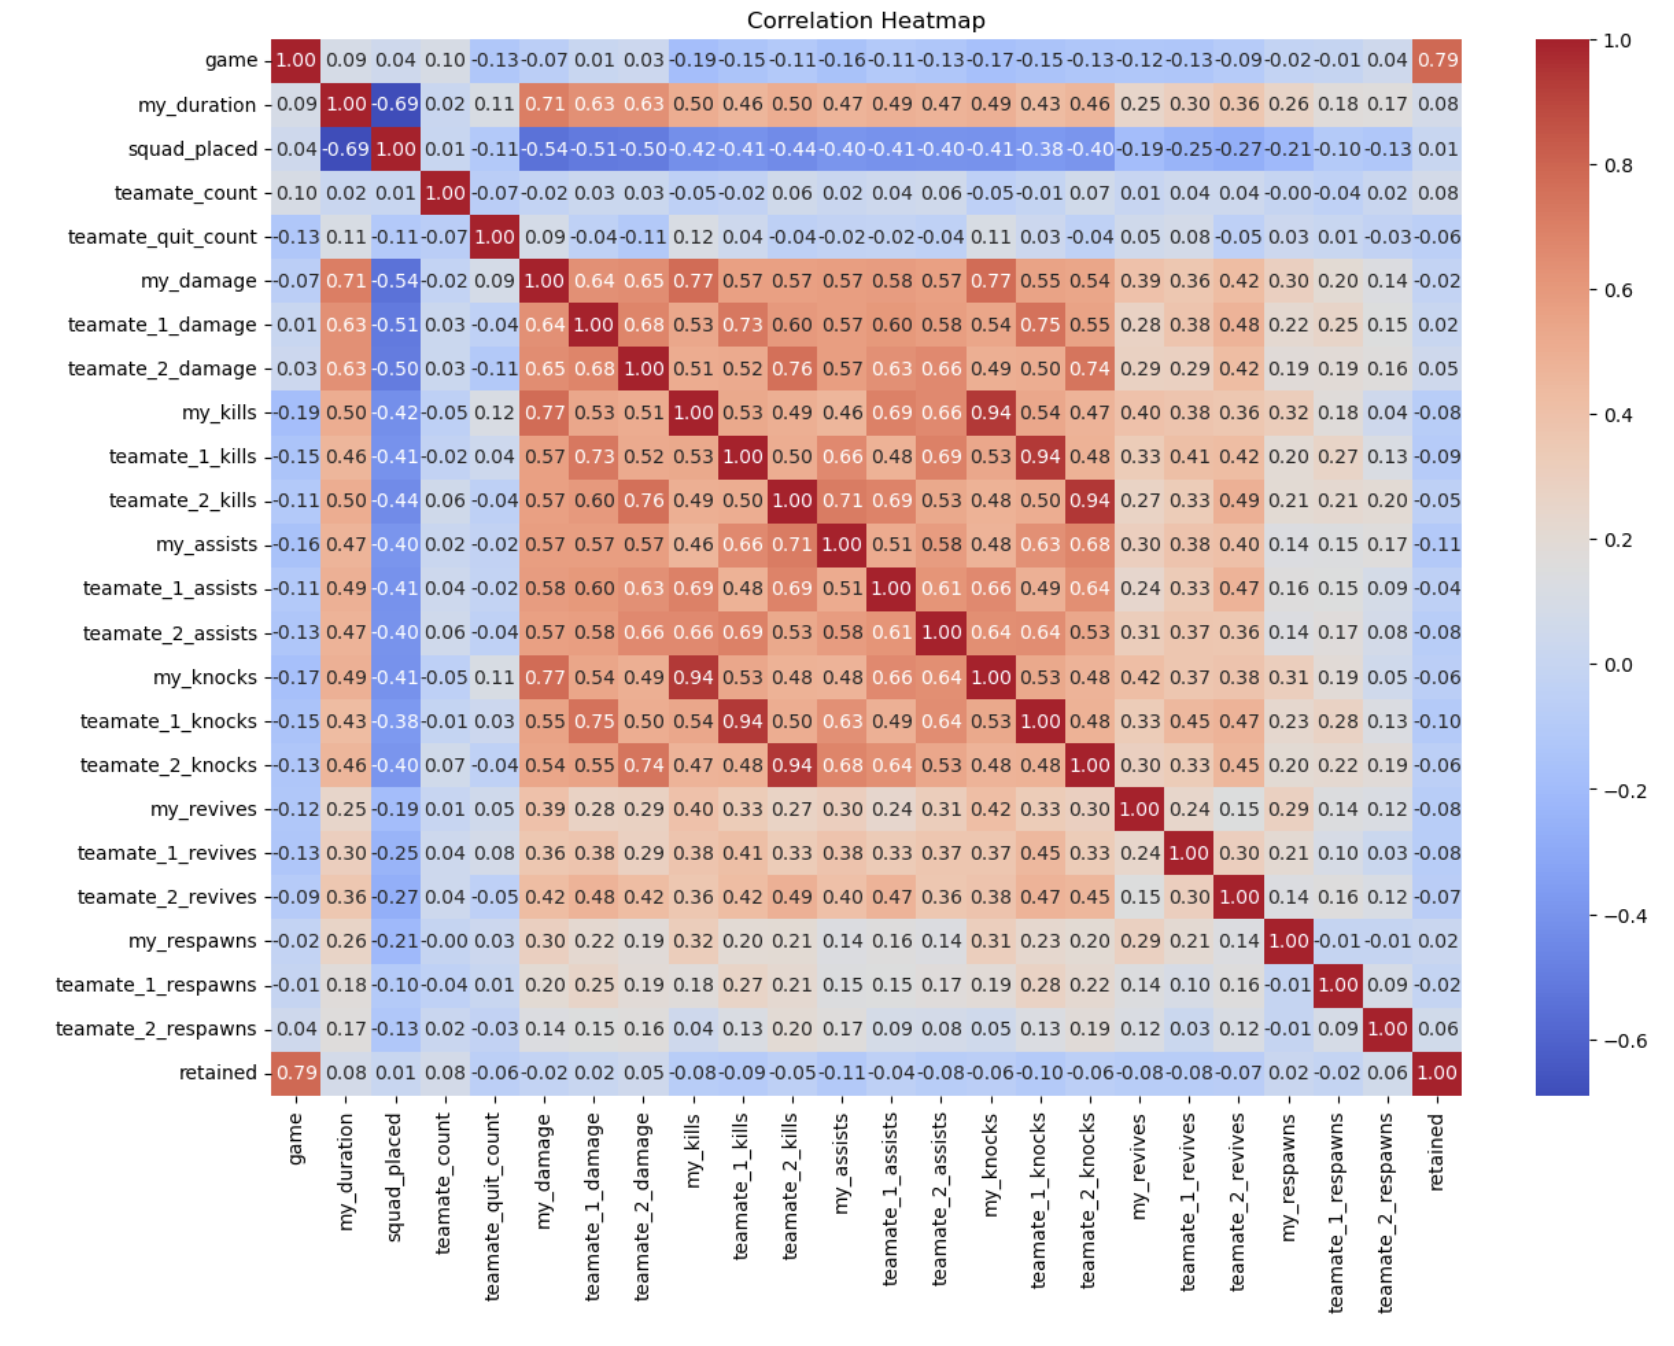 Correlation Heatmap
game 1.00 0.09 0.04 0.10 -0.13 -0.07 0.01 0.03 -0.19 -0.15 -0.11 -0.16 -0.11 -0.13 -0.17 -0.15 -0.13 -0.12 -0.13 -0.09 -0.02 -0.01 0.04 0.79
my_duration 0.09 1.00 -0.69 0.02 0.11 0.71 0.63 0.63 0.50 0.46 0.50 0.47 0.49 0.47 0.49 0.43 0.46 0.25 0.30 0.36 0.26 0.18 0.17 0.08
squad_placed 0.04 -0.69 1.00 0.01 -0.11 -0.54 -0.51 -0.50 -0.42 -0.41 -0.44 -0.40 -0.41 -0.40 -0.41 -0.38 -0.40 -0.19 -0.25 -0.27 -0.21 -0.10 -0.13 0.01
teamate_count 0.10 0.02 0.01 1.00 -0.07 -0.02 0.03 0.03 -0.05 -0.02 0.06 0.02 0.04 0.06 -0.05 -0.01 0.07 0.01 0.04 0.04 -0.00 -0.04 0.02 0.08
teamate_quit_count -0.13 0.11 -0.11 -0.07 1.00 0.09 -0.04 -0.11 0.12 0.04 -0.04 -0.02 -0.02 -0.04 0.11 0.03 -0.04 0.05 0.08 -0.05 0.03 0.01 -0.03 -0.06
my_damage -0.07 0.71 -0.54 -0.02 0.09 1.00 0.64 0.65 0.77 0.57 0.57 0.57 0.58 0.57 0.77 0.55 0.54 0.39 0.36 0.42 0.30 0.20 0.14 -0.02
teamate_1_damage 0.01 0.63 -0.51 0.03 -0.04 0.64 1.00 0.68 0.53 0.73 0.60 0.57 0.60 0.58 0.54 0.75 0.55 0.28 0.38 0.48 0.22 0.25 0.15 0.02
teamate_2_damage 0.03 0.63 -0.50 0.03 -0.11 0.65 0.68 1.00 0.51 0.52 0.76 0.57 0.63 0.66 0.49 0.50 0.74 0.29 0.29 0.42 0.19 0.19 0.16 0.05
my_kills -0.19 0.50 -0.42 -0.05 0.12 0.77 0.53 0.51 1.00 0.53 0.49 0.46 0.69 0.66 0.94 0.54 0.47 0.40 0.38 0.36 0.32 0.18 0.04 -0.08
teamate_1_kills -0.15 0.46 -0.41 -0.02 0.04 0.57 0.73 0.52 0.53 1.00 0.50 0.66 0.48 0.69 0.53 0.94 0.48 0.33 0.41 0.42 0.20 0.27 0.13 -0.09
teamate_2_kills -0.11 0.50 -0.44 0.06 -0.04 0.57 0.60 0.76 0.49 0.50 1.00 0.71 0.69 0.53 0.48 0.50 0.94 0.27 0.33 0.49 0.21 0.21 0.20 -0.05
my_assists -0.16 0.47 -0.40 0.02 -0.02 0.57 0.57 0.57 0.46 0.66 0.71 1.00 0.51 0.58 0.48 0.63 0.68 0.30 0.38 0.40 0.14 0.15 0.17 -0.11
teamate_1_assists -0.11 0.49 -0.41 0.04 -0.02 0.58 0.60 0.63 0.69 0.48 0.69 0.51 1.00 0.61 0.66 0.49 0.64 0.24 0.33 0.47 0.16 0.15 0.09 -0.04
teamate_2_assists -0.13 0.47 -0.40 0.06 -0.04 0.57 0.58 0.66 0.66 0.69 0.53 0.58 0.61 1.00 0.64 0.64 0.53 0.31 0.37 0.36 0.14 0.17 0.08 -0.08
my_knocks -0.17 0.49 -0.41 -0.05 0.11 0.77 0.54 0.49 0.94 0.53 0.48 0.48 0.66 0.64 1.00 0.53 0.48 0.42 0.37 0.38 0.31 0.19 0.05 -0.06
teamate_1_knocks -0.15 0.43 -0.38 -0.01 0.03 0.55 0.75 0.50 0.54 0.94 0.50 0.63 0.49 0.64 0.53 1.00 0.48 0.33 0.45 0.47 0.23 0.28 0.13 -0.10
teamate_2_knocks -0.13 0.46 -0.40 0.07 -0.04 0.54 0.55 0.74 0.47 0.48 0.94 0.68 0.64 0.53 0.48 0.48 1.00 0.30 0.33 0.45 0.20 0.22 0.19 -0.06
my_revives -0.12 0.25 -0.19 0.01 0.05 0.39 0.28 0.29 0.40 0.33 0.27 0.30 0.24 0.31 0.42 0.33 0.30 1.00 0.24 0.15 0.29 0.14 0.12 -0.08
teamate_1_revives -0.13 0.30 -0.25 0.04 0.08 0.36 0.38 0.29 0.38 0.41 0.33 0.38 0.33 0.37 0.37 0.45 0.33 0.24 1.00 0.30 0.21 0.10 0.03 -0.08
teamate_2_revives -0.09 0.36 -0.27 0.04 -0.05 0.42 0.48 0.42 0.36 0.42 0.49 0.40 0.47 0.36 0.38 0.47 0.45 0.15 0.30 1.00 0.14 0.16 0.12 -0.07
my_respawns -0.02 0.26 -0.21 -0.00 0.03 0.30 0.22 0.19 0.32 0.20 0.21 0.14 0.16 0.14 0.31 0.23 0.20 0.29 0.21 0.14 1.00 -0.01 -0.01 0.02
teamate_1_respawns -0.01 0.18 -0.10 -0.04 0.01 0.20 0.25 0.19 0.18 0.27 0.21 0.15 0.15 0.17 0.19 0.28 0.22 0.14 0.10 0.16 -0.01 1.00 0.09 -0.02
teamate_2_respawns 0.04 0.17 -0.13 0.02 -0.03 0.14 0.15 0.16 0.04 0.13 0.20 0.17 0.09 0.08 0.05 0.13 0.19 0.12 0.03 0.12 -0.01 0.09 1.00 0.06
retained 0.79 0.08 0.01 0.08 -0.06 -0.02 0.02 0.05 -0.08 -0.09 -0.05 -0.11 -0.04 -0.08 -0.06 -0.10 -0.06 -0.08 -0.08 -0.07 0.02 -0.02 0.06 1.00
game
my_duration
squad_placed
teamate_count
teamate_quit_count
my_damage
teamate_1_damage
teamate_2_damage
my_kills
teamate_1_kills
teamate_2_kills
my_assists
teamate_1_assists
teamate_2_assists
my_knocks
teamate_1_knocks
teamate_2_knocks
my_revives
teamate_1_revives
teamate_2_revives
my_respawns
teamate_1_respawns
teamate_2_respawns
retained
1.0
0.8
0.6
0.4
0.2
0.0
−0.2
−0.4
−0.6